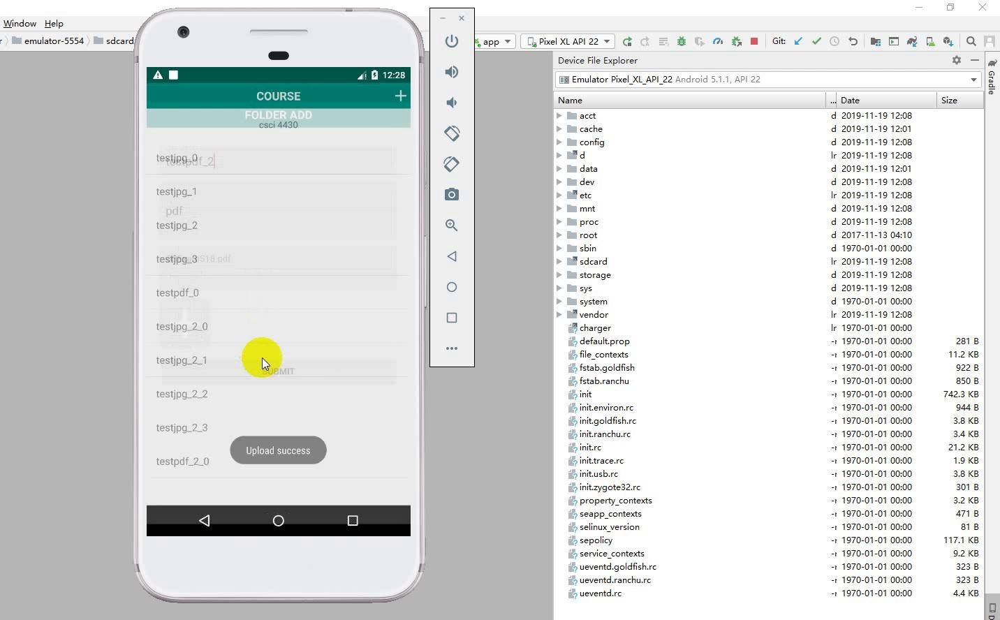 Window Help
emulator-5554 sdcard
app Pixel XL API 22 Git:
12:28
COURSE +
FOLDER ADD
csci 4430
testjpg_0
testpdf_2
testjpg_1
pdf
testjpg_2
testjpg_3
518.pdf
testpdf_0
testjpg_2_0
testjpg_2_1
SUBMIT
testjpg_2_2
testjpg_2_3
Upload success
testpdf_2_0
Device File Explorer
Emulator Pixel_XL_API_22 Android 5.1.1, API 22
Name ... Date Size
acct d 2019-11-19 12:08
cache d 2019-11-19 12:01
config d 2019-11-19 12:08
d lr 2019-11-19 12:08
data d 2019-11-19 12:01
dev d 2019-11-19 12:08
etc lr 2019-11-19 12:08
mnt d 2019-11-19 12:08
proc d 2019-11-19 12:08
root d 2017-11-13 04:10
sbin d 1970-01-01 00:00
sdcard lr 2019-11-19 12:08
storage d 2019-11-19 12:08
sys d 2019-11-19 12:08
system d 1970-01-01 00:00
vendor lr 2019-11-19 12:08
charger lr 1970-01-01 00:00
default.prop -r 1970-01-01 00:00 281 B
file_contexts -r 1970-01-01 00:00 11.2 KB
fstab.goldfish -r 1970-01-01 00:00 922 B
fstab.ranchu -r 1970-01-01 00:00 850 B
init -r 1970-01-01 00:00 742.3 KB
init.environ.rc -r 1970-01-01 00:00 944 B
init.goldfish.rc -r 1970-01-01 00:00 3.8 KB
init.ranchu.rc -r 1970-01-01 00:00 3.4 KB
init.rc -r 1970-01-01 00:00 21.2 KB
init.trace.rc -r 1970-01-01 00:00 1.9 KB
init.usb.rc -r 1970-01-01 00:00 3.8 KB
init.zygote32.rc -r 1970-01-01 00:00 301 B
property_contexts -r 1970-01-01 00:00 3.2 KB
seapp_contexts -r 1970-01-01 00:00 471 B
selinux_version -r 1970-01-01 00:00 81 B
sepolicy -r 1970-01-01 00:00 117.1 KB
service_contexts -r 1970-01-01 00:00 9.2 KB
ueventd.goldfish.rc -r 1970-01-01 00:00 323 B
ueventd.ranchu.rc -r 1970-01-01 00:00 323 B
ueventd.rc -r 1970-01-01 00:00 4.4 KB
Gradle